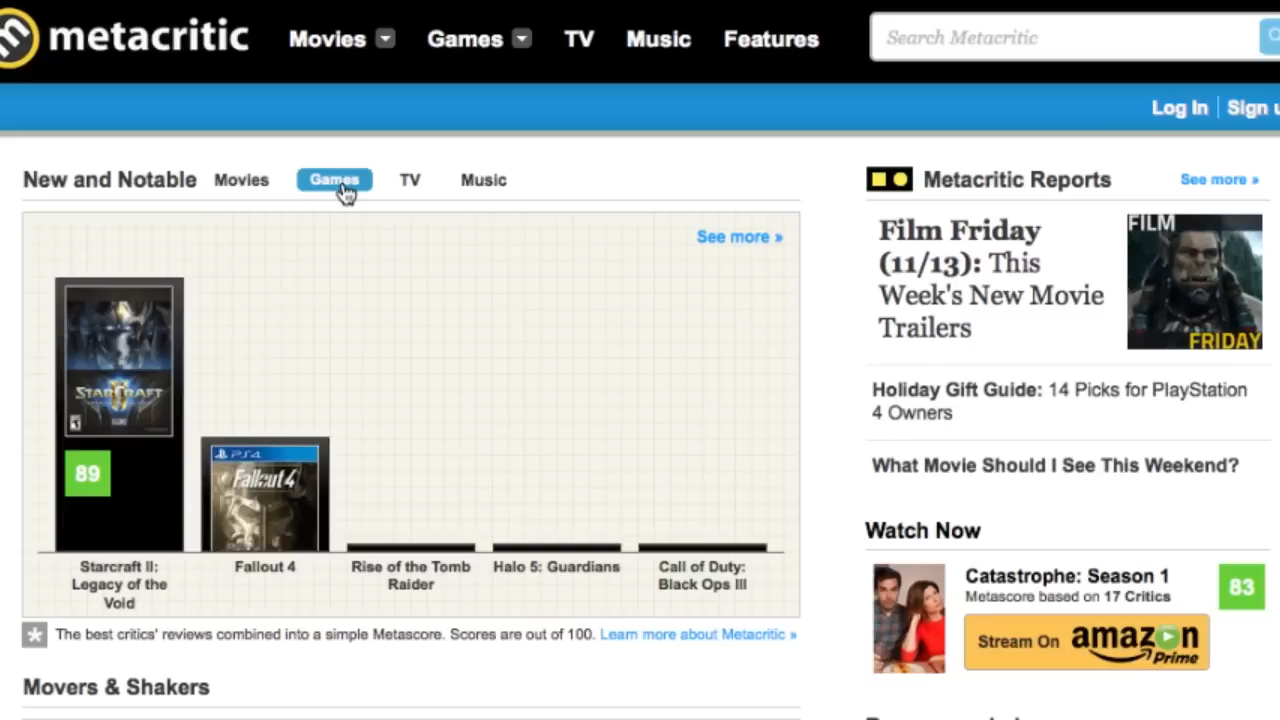 metacritic Movies Games TV Music Features Search Metacritic
Log In Sign
New and Notable Movies Games TV Music
See more »
STARCRAFT II
89
PS4
Fallout 4
Starcraft II:
Legacy of the
Void
Fallout 4
Rise of the Tomb
Raider
Halo 5: Guardians
Call of Duty:
Black Ops III
The best critics' reviews combined into a simple Metascore. Scores are out of 100. Learn more about Metacritic »
Movers & Shakers
Metacritic Reports See more »
Film Friday
(11/13): This
Week's New Movie
Trailers
FILM
FRIDAY
Holiday Gift Guide: 14 Picks for PlayStation
4 Owners
What Movie Should I See This Weekend?
Watch Now
Catastrophe: Season 1
Metascore based on 17 Critics
83
Stream On amazon
Prime